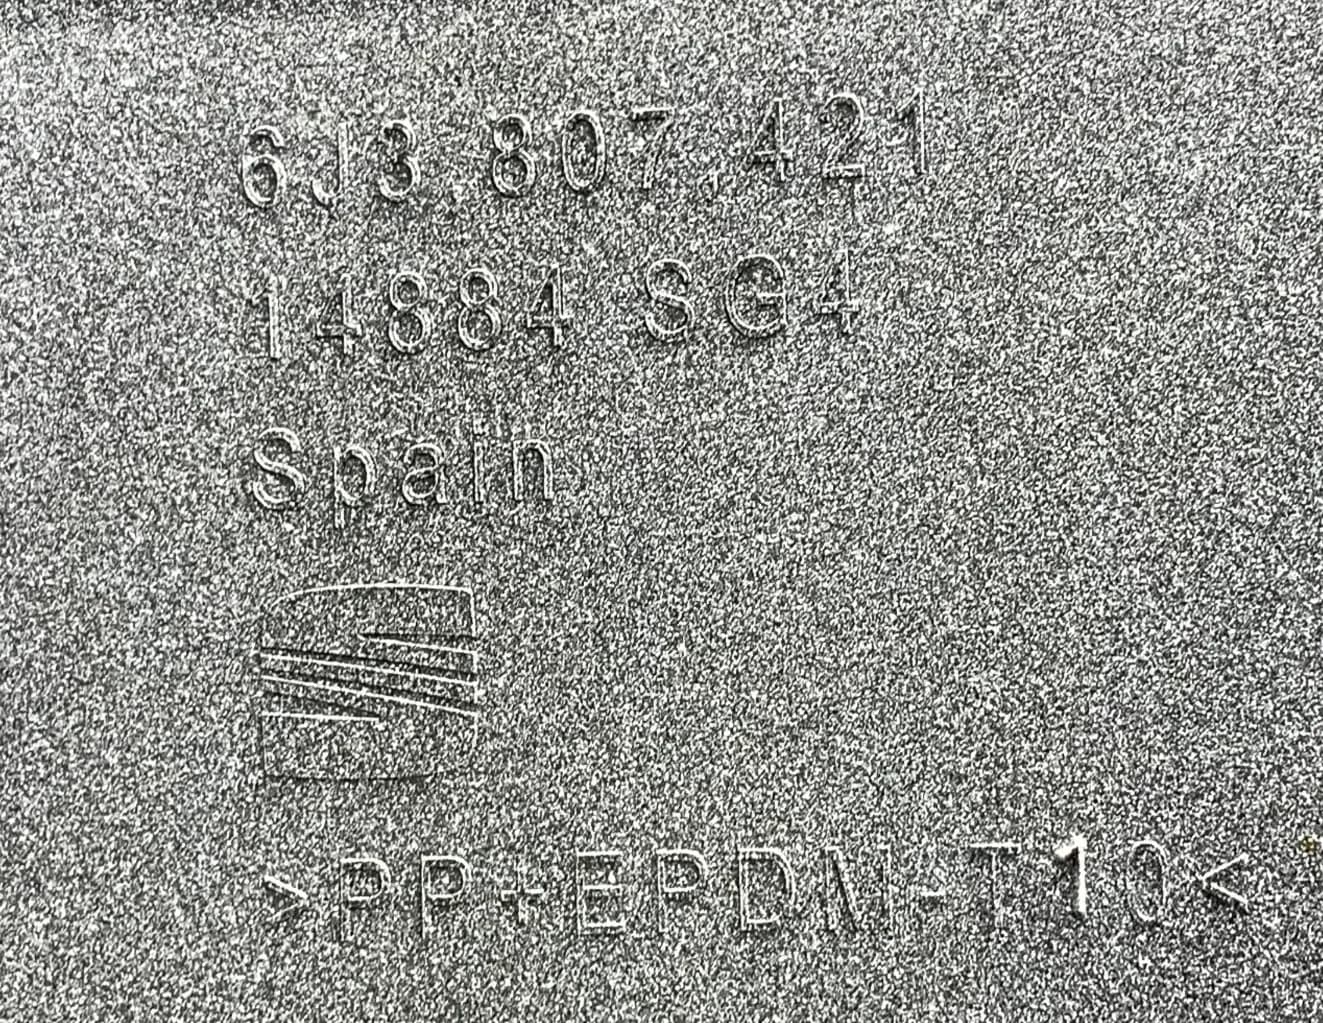 6J3.807.421
14884 SG4
Spain
>PP+EPDM-T10<